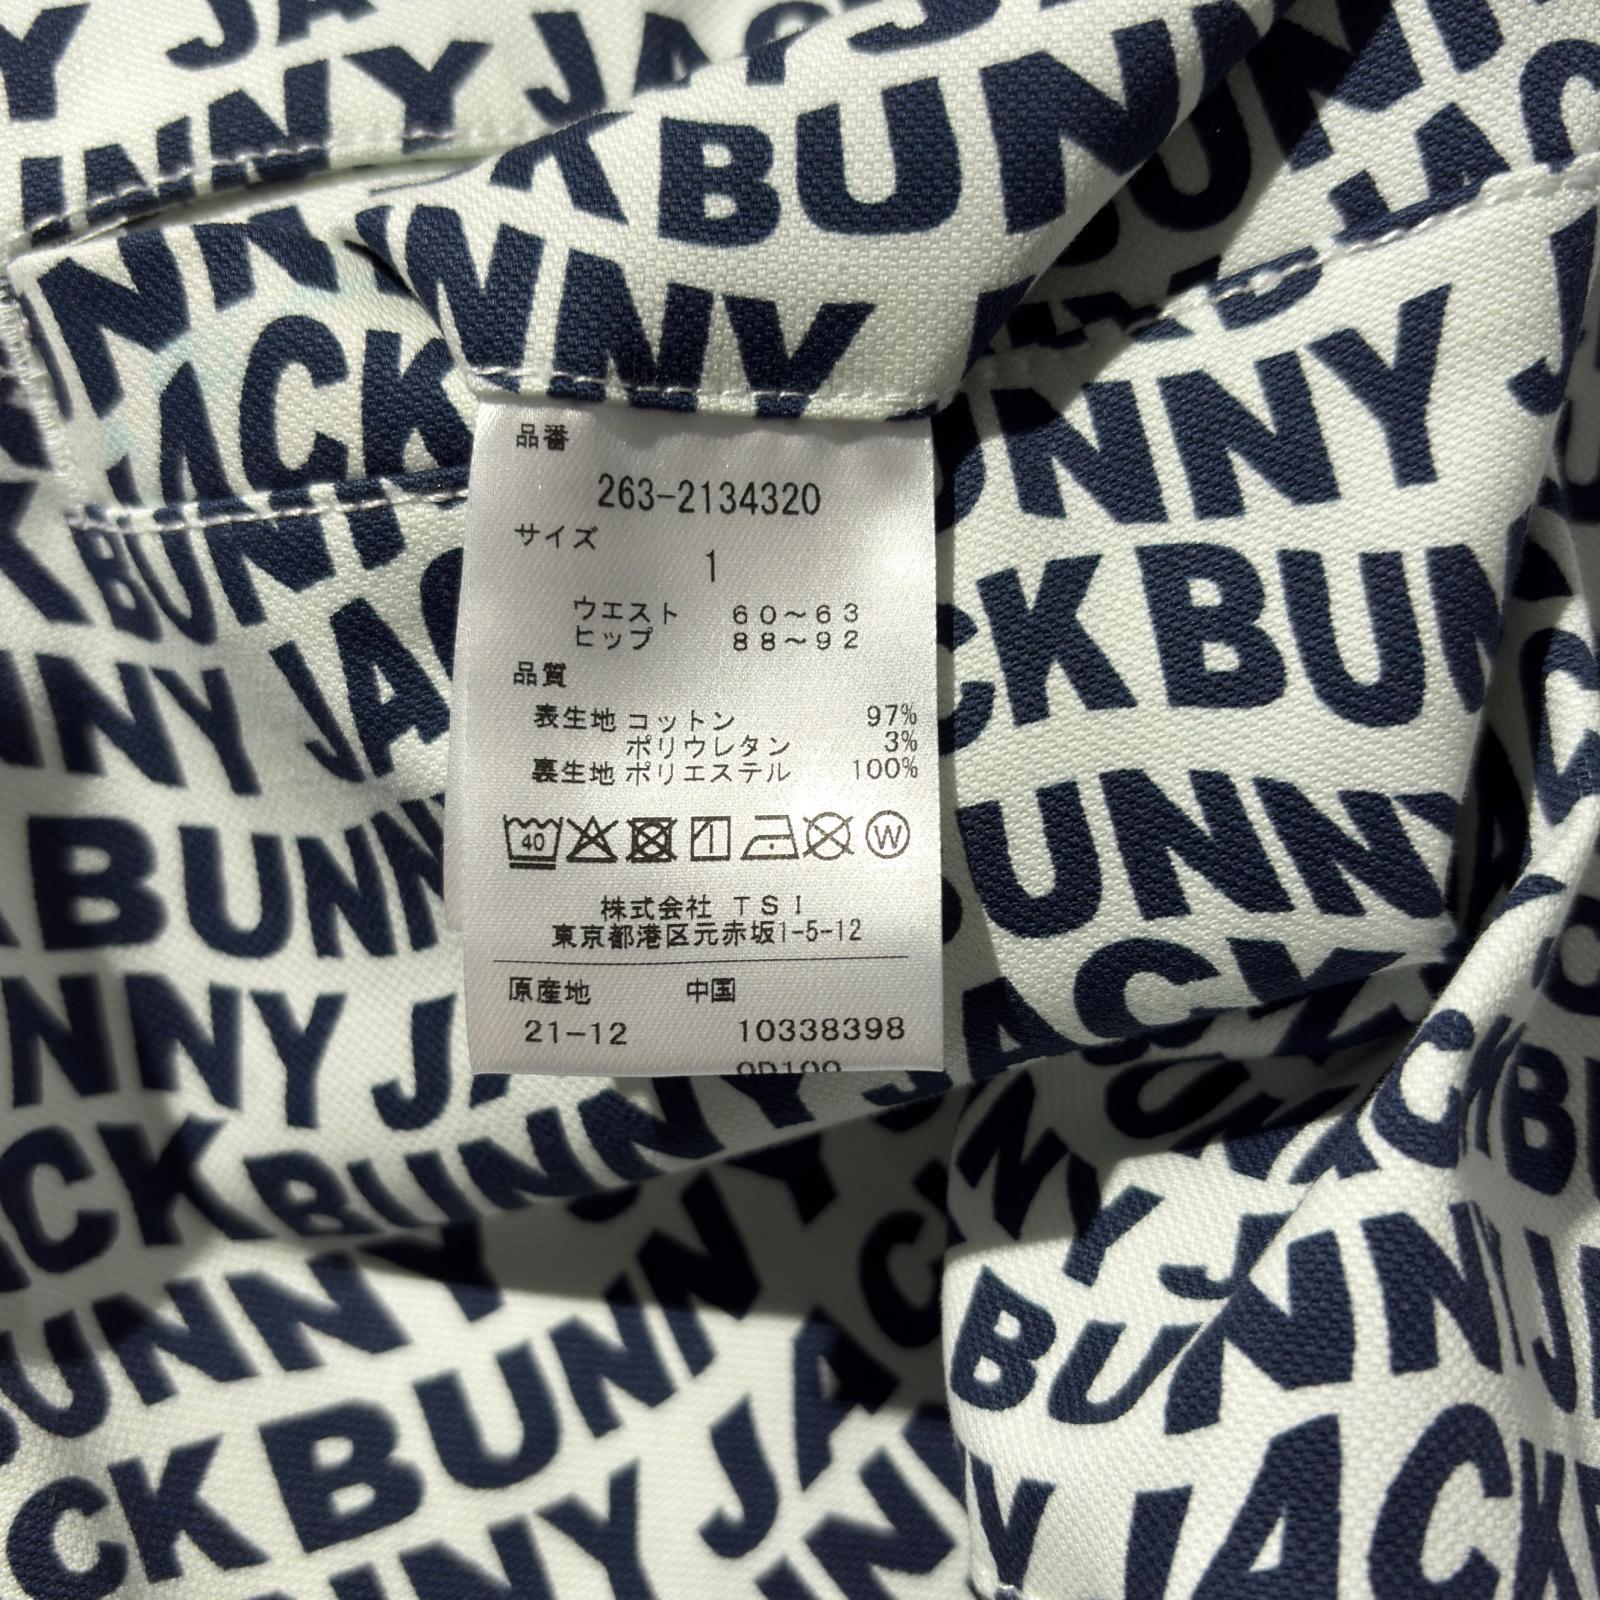 品番
263-2134320
サイズ
1
ウエスト 60～63
ヒップ 88～92
品質
表生地 コットン 97%
ポリウレタン 3%
裏生地 ポリエステル 100%
40
W
株式会社 TSI
東京都港区元赤坂1-5-12
原産地 中国
21-12 10338398
JACK BUNNY